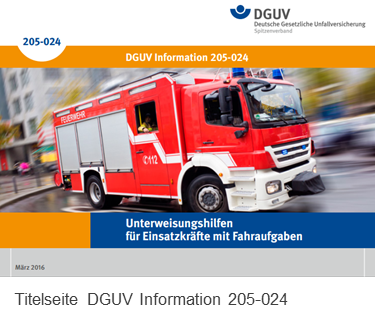 DGUV
Deutsche Gesetzliche Unfallversicherung
Spitzenverband
205-024
DGUV Information 205-024
FEUERWEHR
112
Unterweisungshilfen
für Einsatzkräfte mit Fahraufgaben
März 2016
Titelseite DGUV Information 205-024